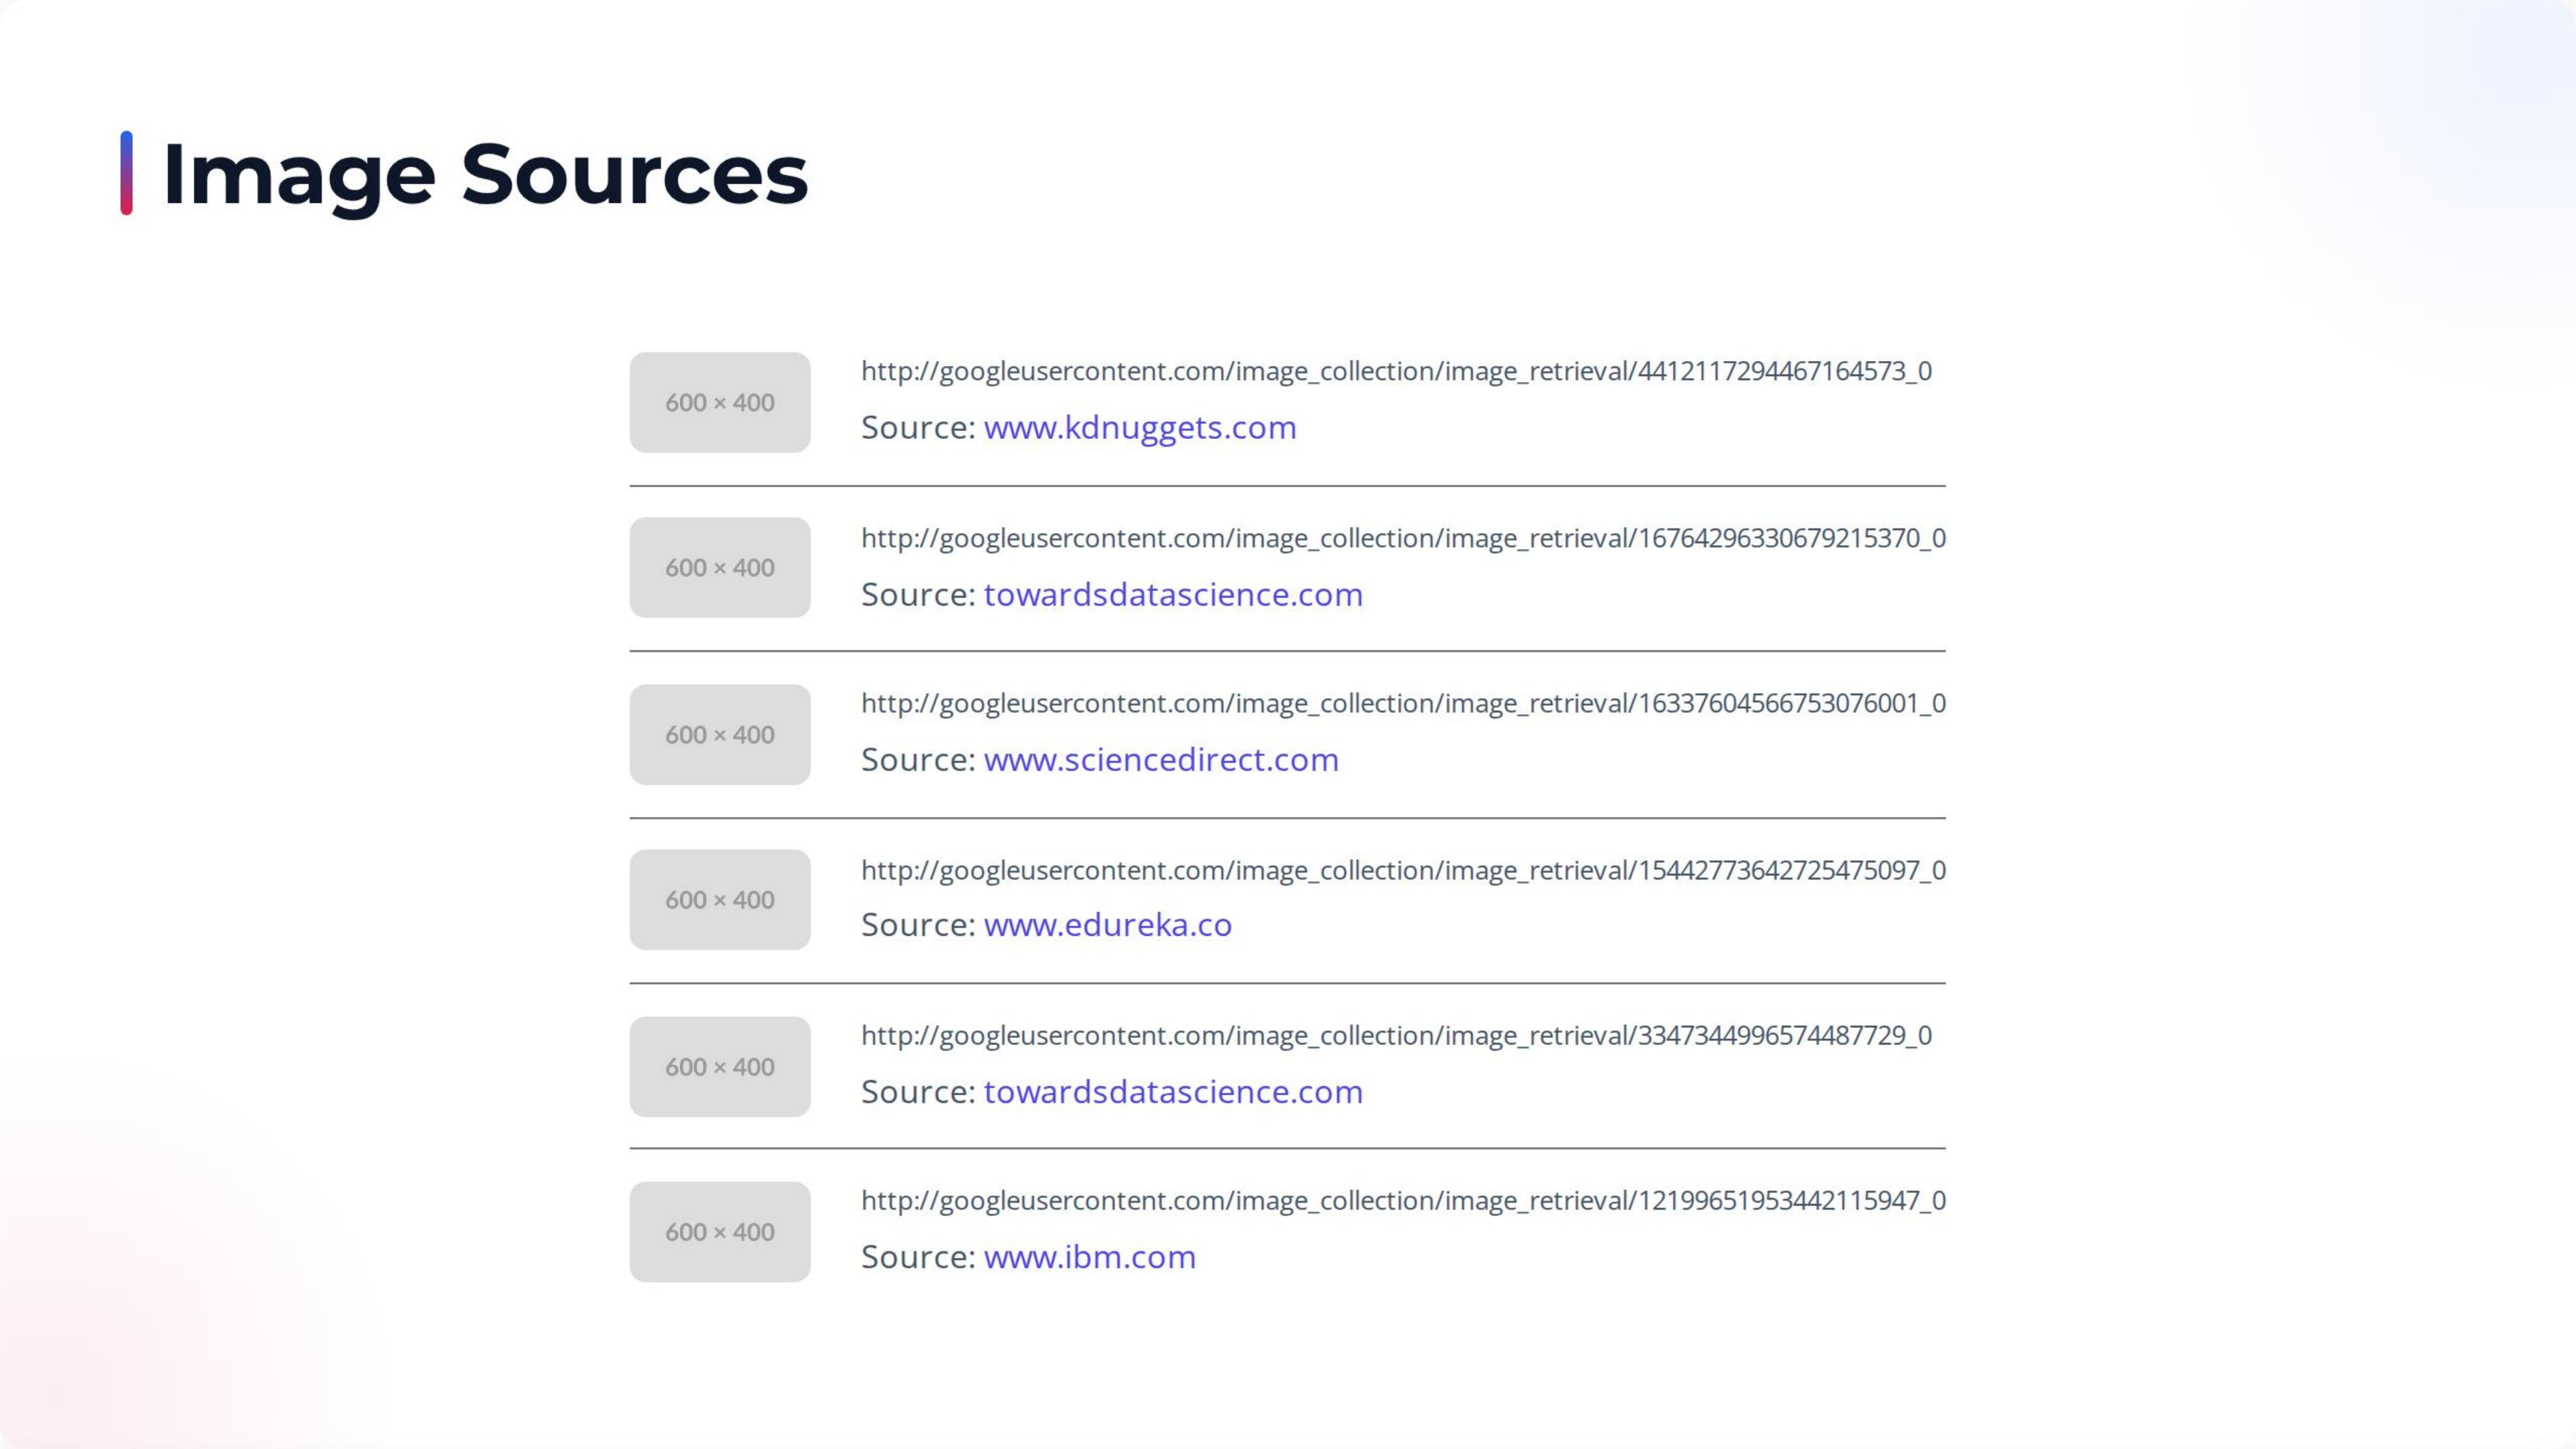 Image Sources
600 × 400
http://googleusercontent.com/image_collection/image_retrieval/4412117294467164573_0
Source: www.kdnuggets.com
600 × 400
http://googleusercontent.com/image_collection/image_retrieval/16764296330679215370_0
Source: towardsdatascience.com
600 × 400
http://googleusercontent.com/image_collection/image_retrieval/16337604566753076001_0
Source: www.sciencedirect.com
600 × 400
http://googleusercontent.com/image_collection/image_retrieval/15442773642725475097_0
Source: www.edureka.co
600 × 400
http://googleusercontent.com/image_collection/image_retrieval/3347344996574487729_0
Source: towardsdatascience.com
600 × 400
http://googleusercontent.com/image_collection/image_retrieval/12199651953442115947_0
Source: www.ibm.com